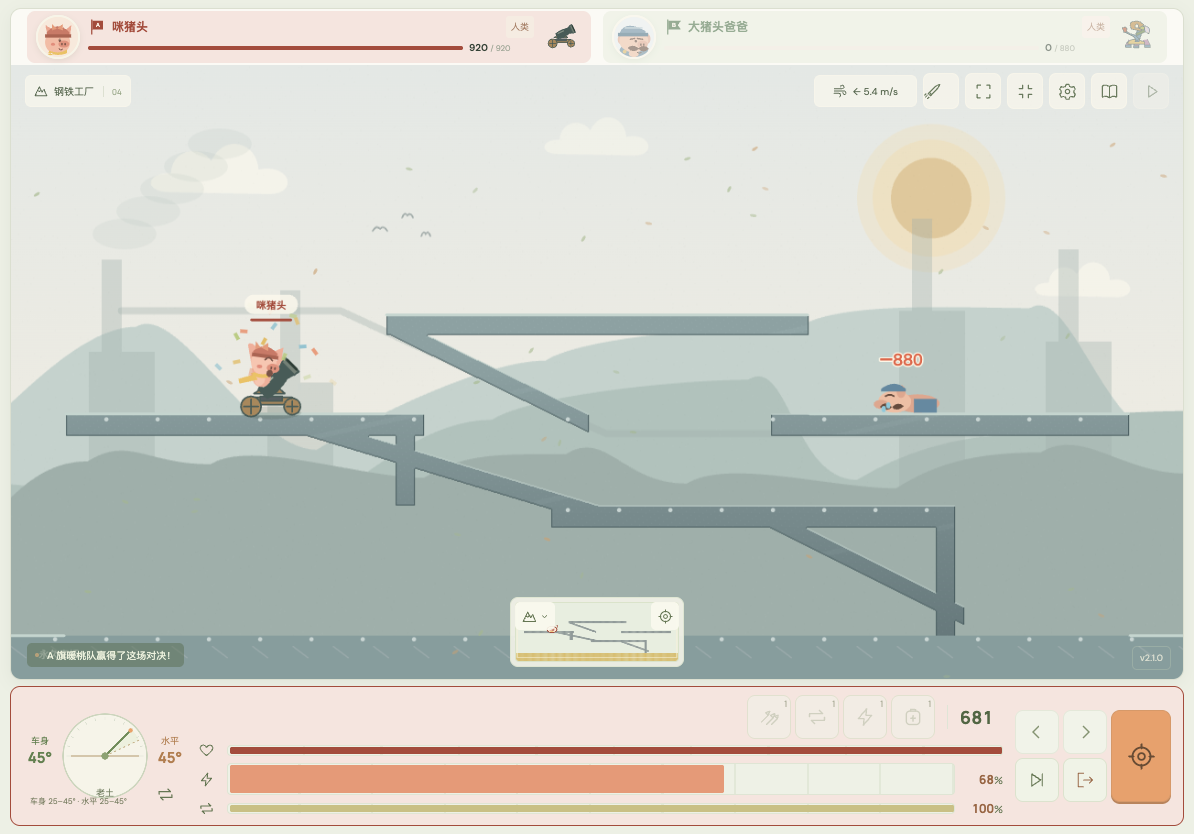 咪猪头
人类
920 / 920
大猪头爸爸
人类
0 / 880
钢铁工厂 04
← 5.4 m/s
咪猪头
−880
A 旗暖桃队赢得了这场对决!
v2.1.0
车身
45°
水平
45°
老土
车身 25–45° · 水平 25–45°
1
1
1
1
681
68%
100%